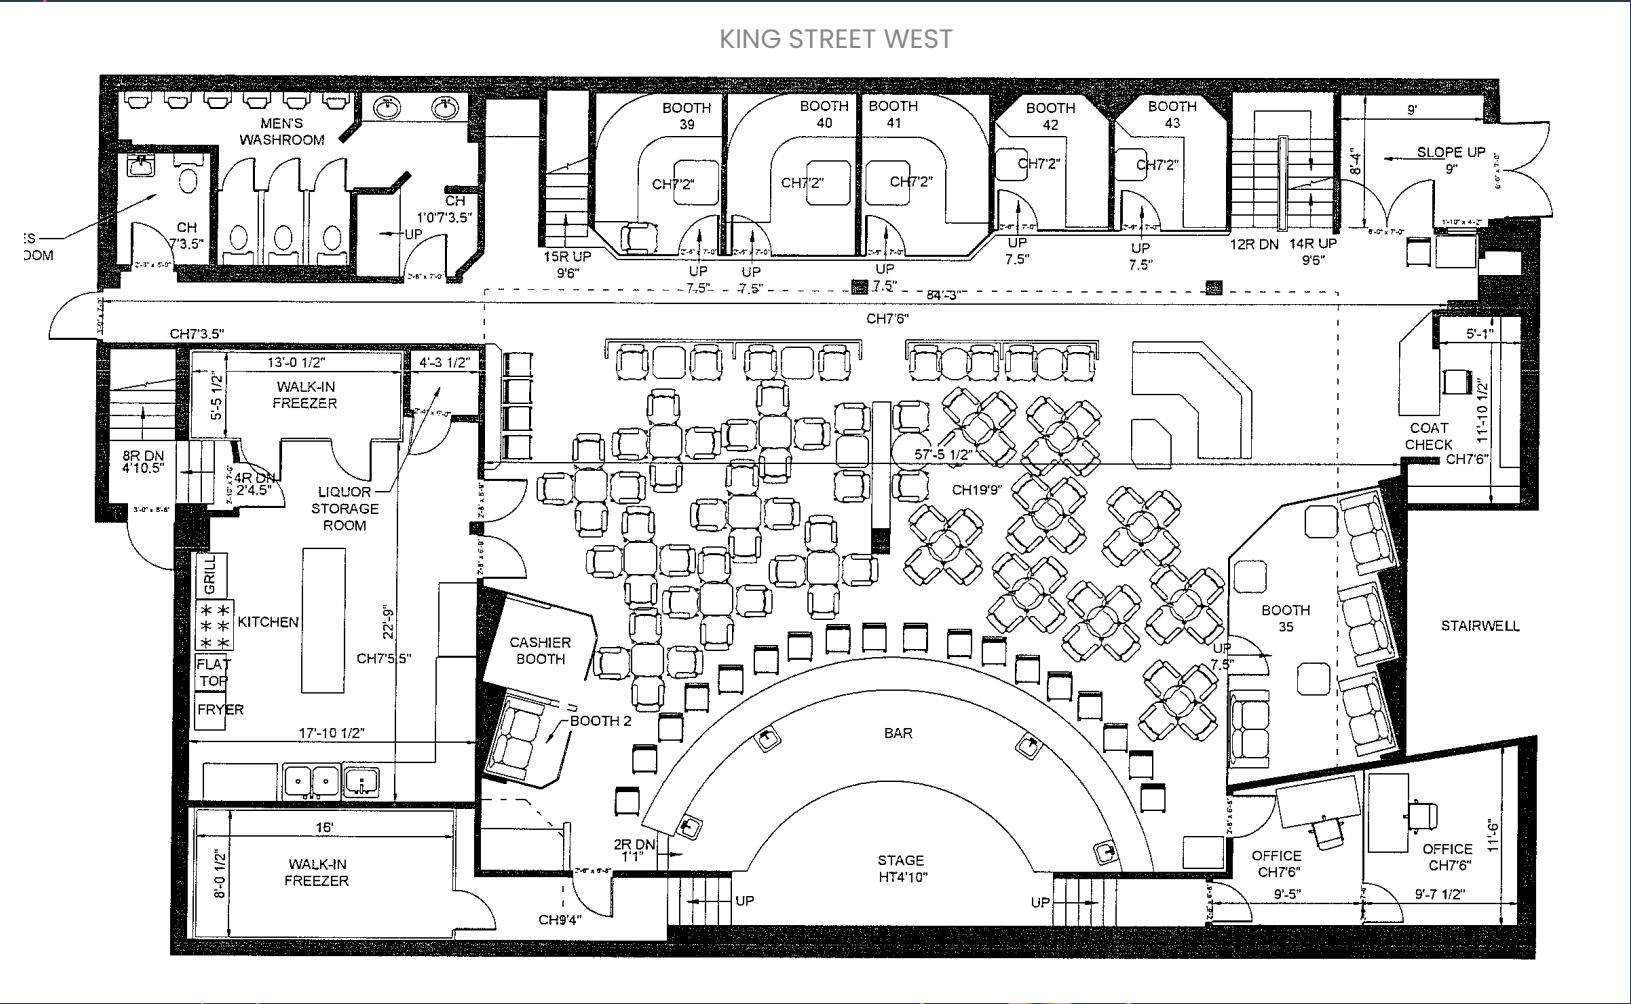 KING STREET WEST
MEN'S
WASHROOM
CH
7'3.5"
ES
OOM
CH
1'0'7'3.5"
UP
15R UP
9'6"
BOOTH
39
CH7'2"
UP
7.5"
BOOTH
40
CH7'2"
UP
7.5"
BOOTH
41
CH7'2"
UP
7.5"
BOOTH
42
CH7'2"
UP
7.5"
BOOTH
43
CH7'2"
UP
7.5"
12R DN
14R UP
9'6"
9'
8'-4"
SLOPE UP
9"
84'-3"
CH7'6"
CH7'3.5"
13'-0 1/2"
5'-5 1/2"
WALK-IN
FREEZER
4'-3 1/2"
8R DN
4'10.5"
4R DN
2'4.5"
LIQUOR
STORAGE
ROOM
GRILL
KITCHEN
FLAT
TOP
FRYER
22'-9"
CH7'5.5"
17'-10 1/2"
57'-5 1/2"
CH19'9"
5'-1"
11'-10 1/2"
COAT
CHECK
CH7'6"
CASHIER
BOOTH
BOOTH 2
BOOTH
35
UP
7.5"
STAIRWELL
BAR
STAGE
HT4'10"
2R DN
1'1"
UP
UP
16'
8'-0 1/2"
WALK-IN
FREEZER
CH9'4"
OFFICE
CH7'6"
9'-5"
OFFICE
CH7'6"
9'-7 1/2"
11'-6"